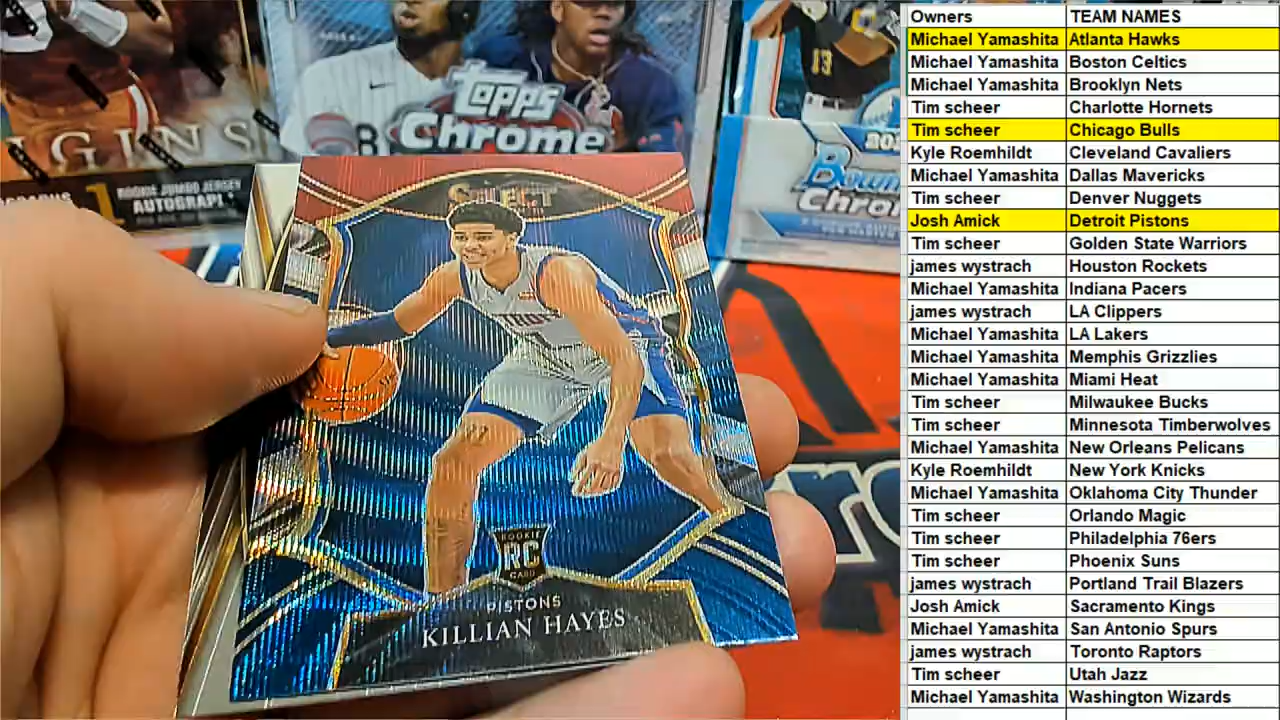 GINS
1 ROOKIE JUMBO JERSEY
AUTOGRAPH *
Topps
Chrome
13
Bowm
Chrom
SELECT
TROI
1
ROOKIE
RC
CARD
PISTONS
KILLIAN HAYES
Owners TEAM NAMES
Michael Yamashita Atlanta Hawks
Michael Yamashita Boston Celtics
Michael Yamashita Brooklyn Nets
Tim scheer Charlotte Hornets
Tim scheer Chicago Bulls
Kyle Roemhildt Cleveland Cavaliers
Michael Yamashita Dallas Mavericks
Tim scheer Denver Nuggets
Josh Amick Detroit Pistons
Tim scheer Golden State Warriors
james wystrach Houston Rockets
Michael Yamashita Indiana Pacers
james wystrach LA Clippers
Michael Yamashita LA Lakers
Michael Yamashita Memphis Grizzlies
Michael Yamashita Miami Heat
Tim scheer Milwaukee Bucks
Tim scheer Minnesota Timberwolves
Michael Yamashita New Orleans Pelicans
Kyle Roemhildt New York Knicks
Michael Yamashita Oklahoma City Thunder
Tim scheer Orlando Magic
Tim scheer Philadelphia 76ers
Tim scheer Phoenix Suns
james wystrach Portland Trail Blazers
Josh Amick Sacramento Kings
Michael Yamashita San Antonio Spurs
james wystrach Toronto Raptors
Tim scheer Utah Jazz
Michael Yamashita Washington Wizards